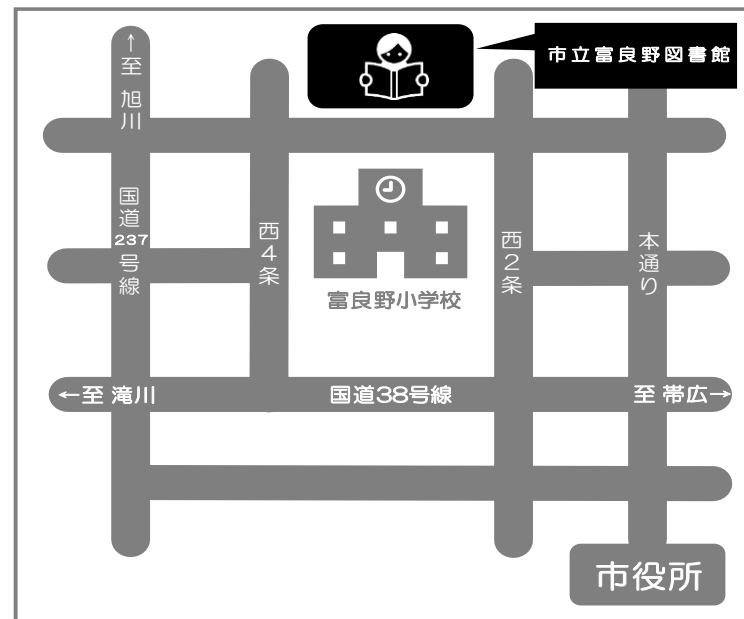 市立富良野図書館
↑至 旭川
国道237号線
西4条
西2条
本通り
富良野小学校
←至 滝川
国道38号線
至 帯広→
市役所